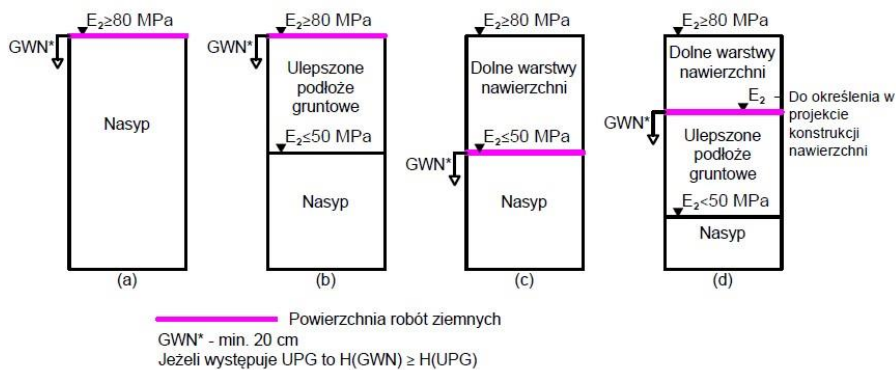 E₂≥80 MPa
GWN*
Nasyp
(a)
E₂≥80 MPa
GWN*
Ulepszone
podłoże
gruntowe
E₂≤50 MPa
Nasyp
(b)
E₂≥80 MPa
Dolne warstwy
nawierzchni
E₂≤50 MPa
GWN*
Nasyp
(c)
E₂≥80 MPa
Dolne warstwy
nawierzchni
E₂ – Do określenia w
projekcie
konstrukcji
nawierzchni
GWN*
Ulepszone
podłoże
gruntowe
E₂<50 MPa
Nasyp
(d)
Powierzchnia robót ziemnych
GWN* - min. 20 cm
Jeżeli występuje UPG to H(GWN) ≥ H(UPG)